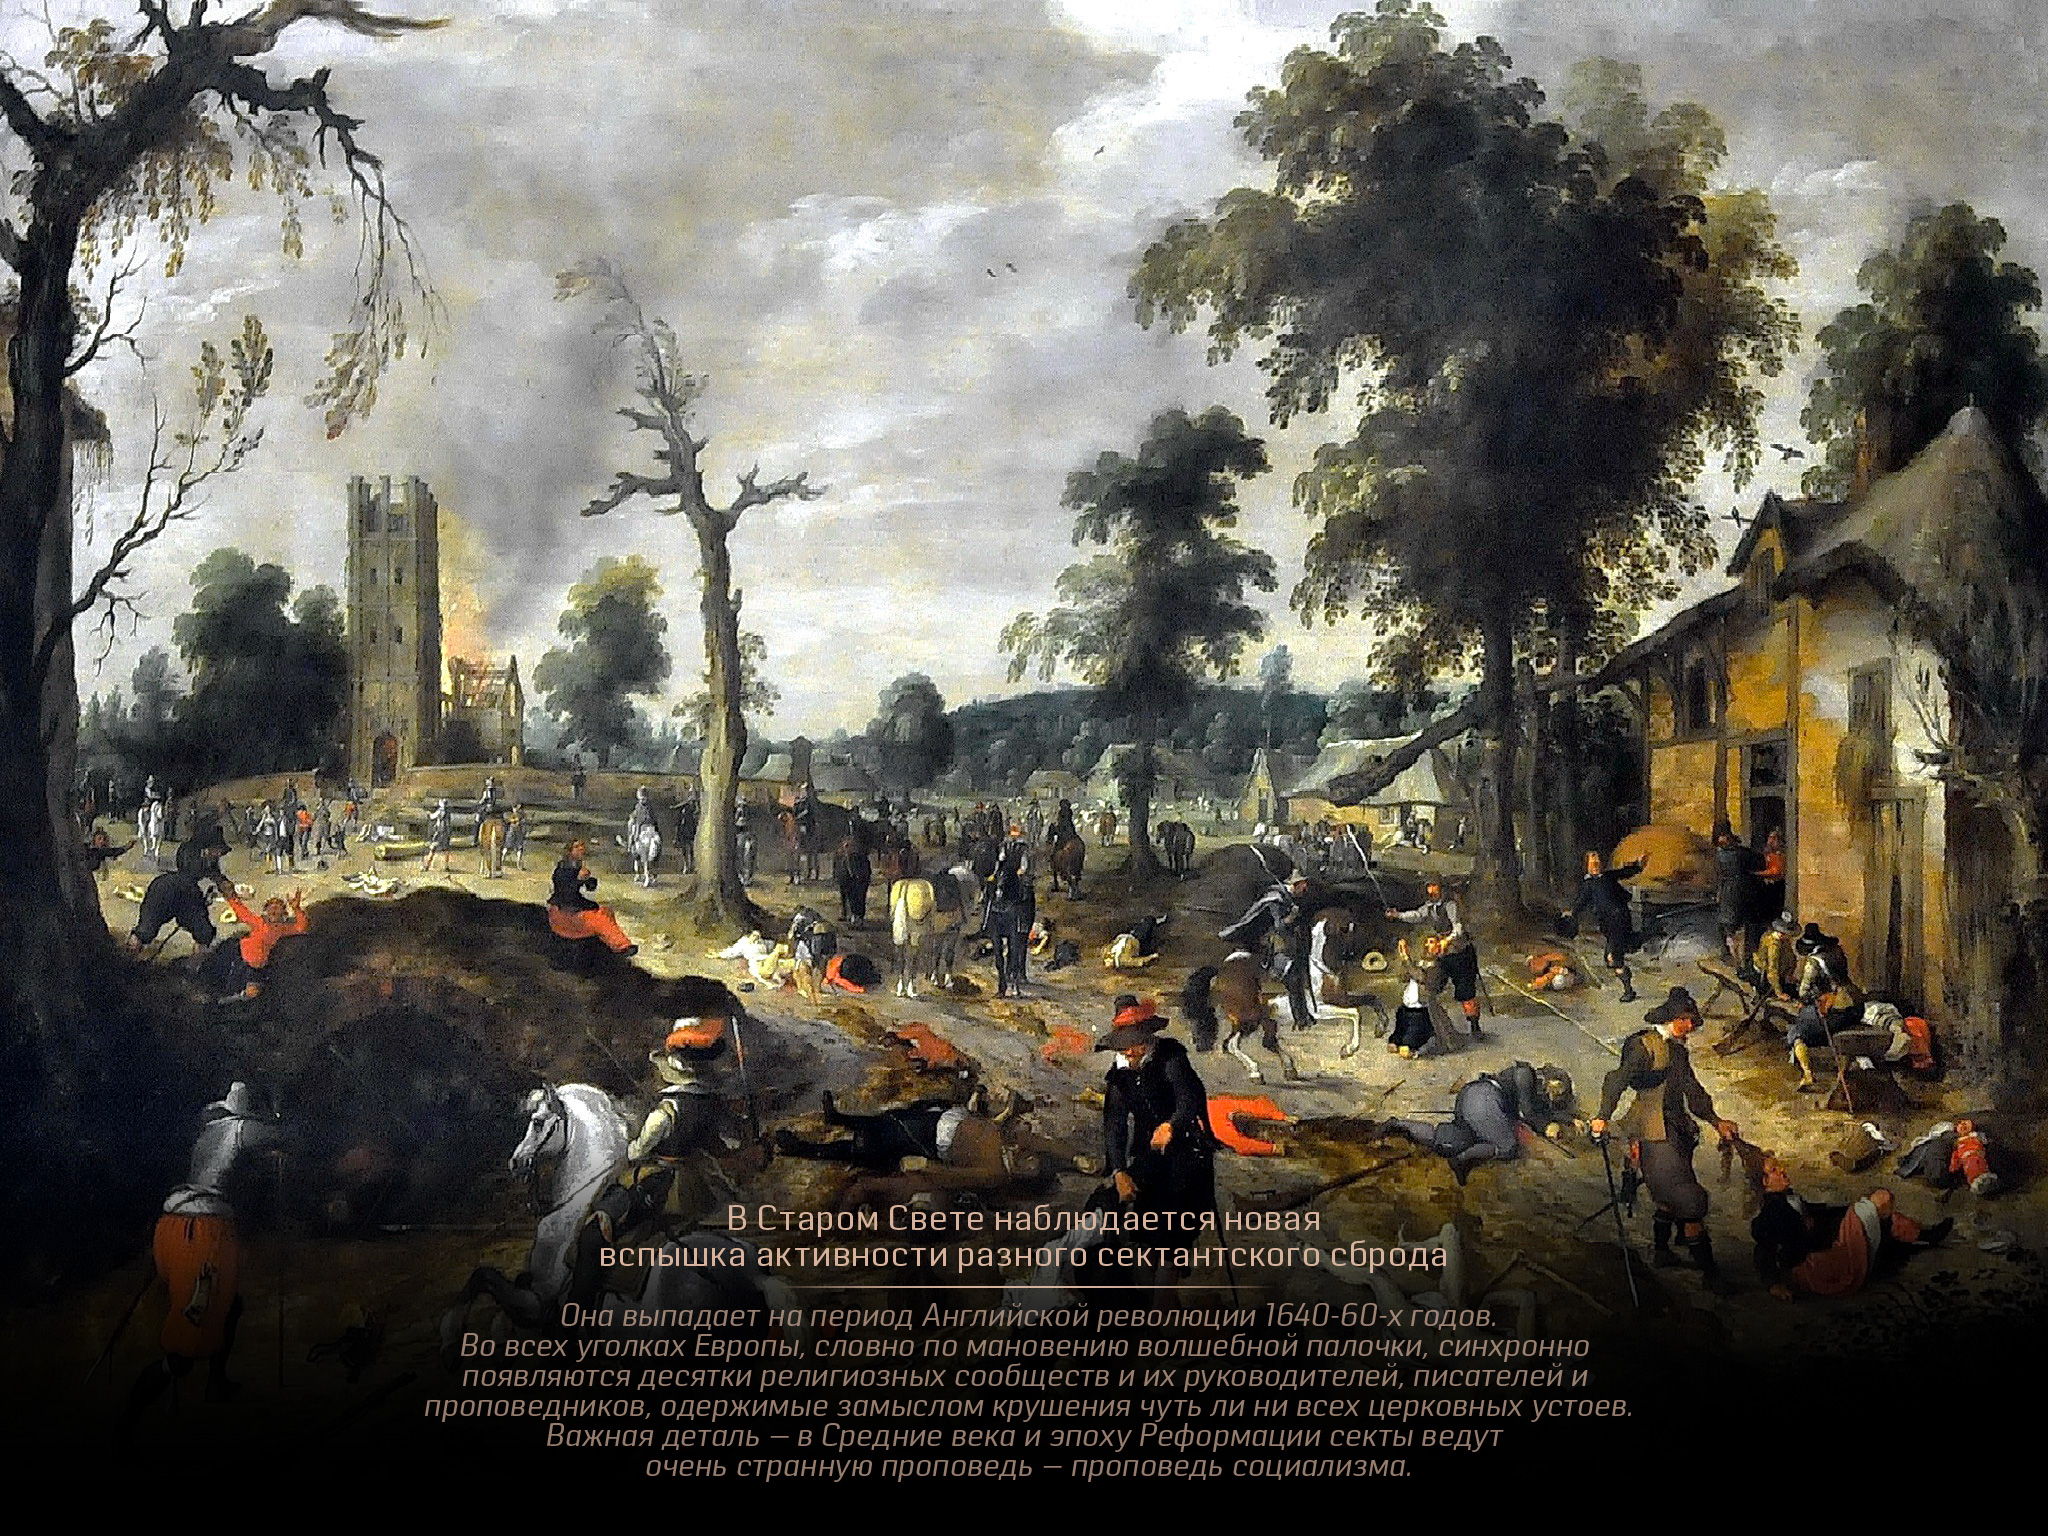 В Старом Свете наблюдается новая
вспышка активности разного сектантского сброда
Она выпадает на период Английской революции 1640-60-х годов.
Во всех уголках Европы, словно по мановению волшебной палочки, синхронно
появляются десятки религиозных сообществ и их руководителей, писателей и
проповедников, одержимые замыслом крушения чуть ли ни всех церковных устоев.
Важная деталь — в Средние века и эпоху Реформации секты ведут
очень странную проповедь — проповедь социализма.